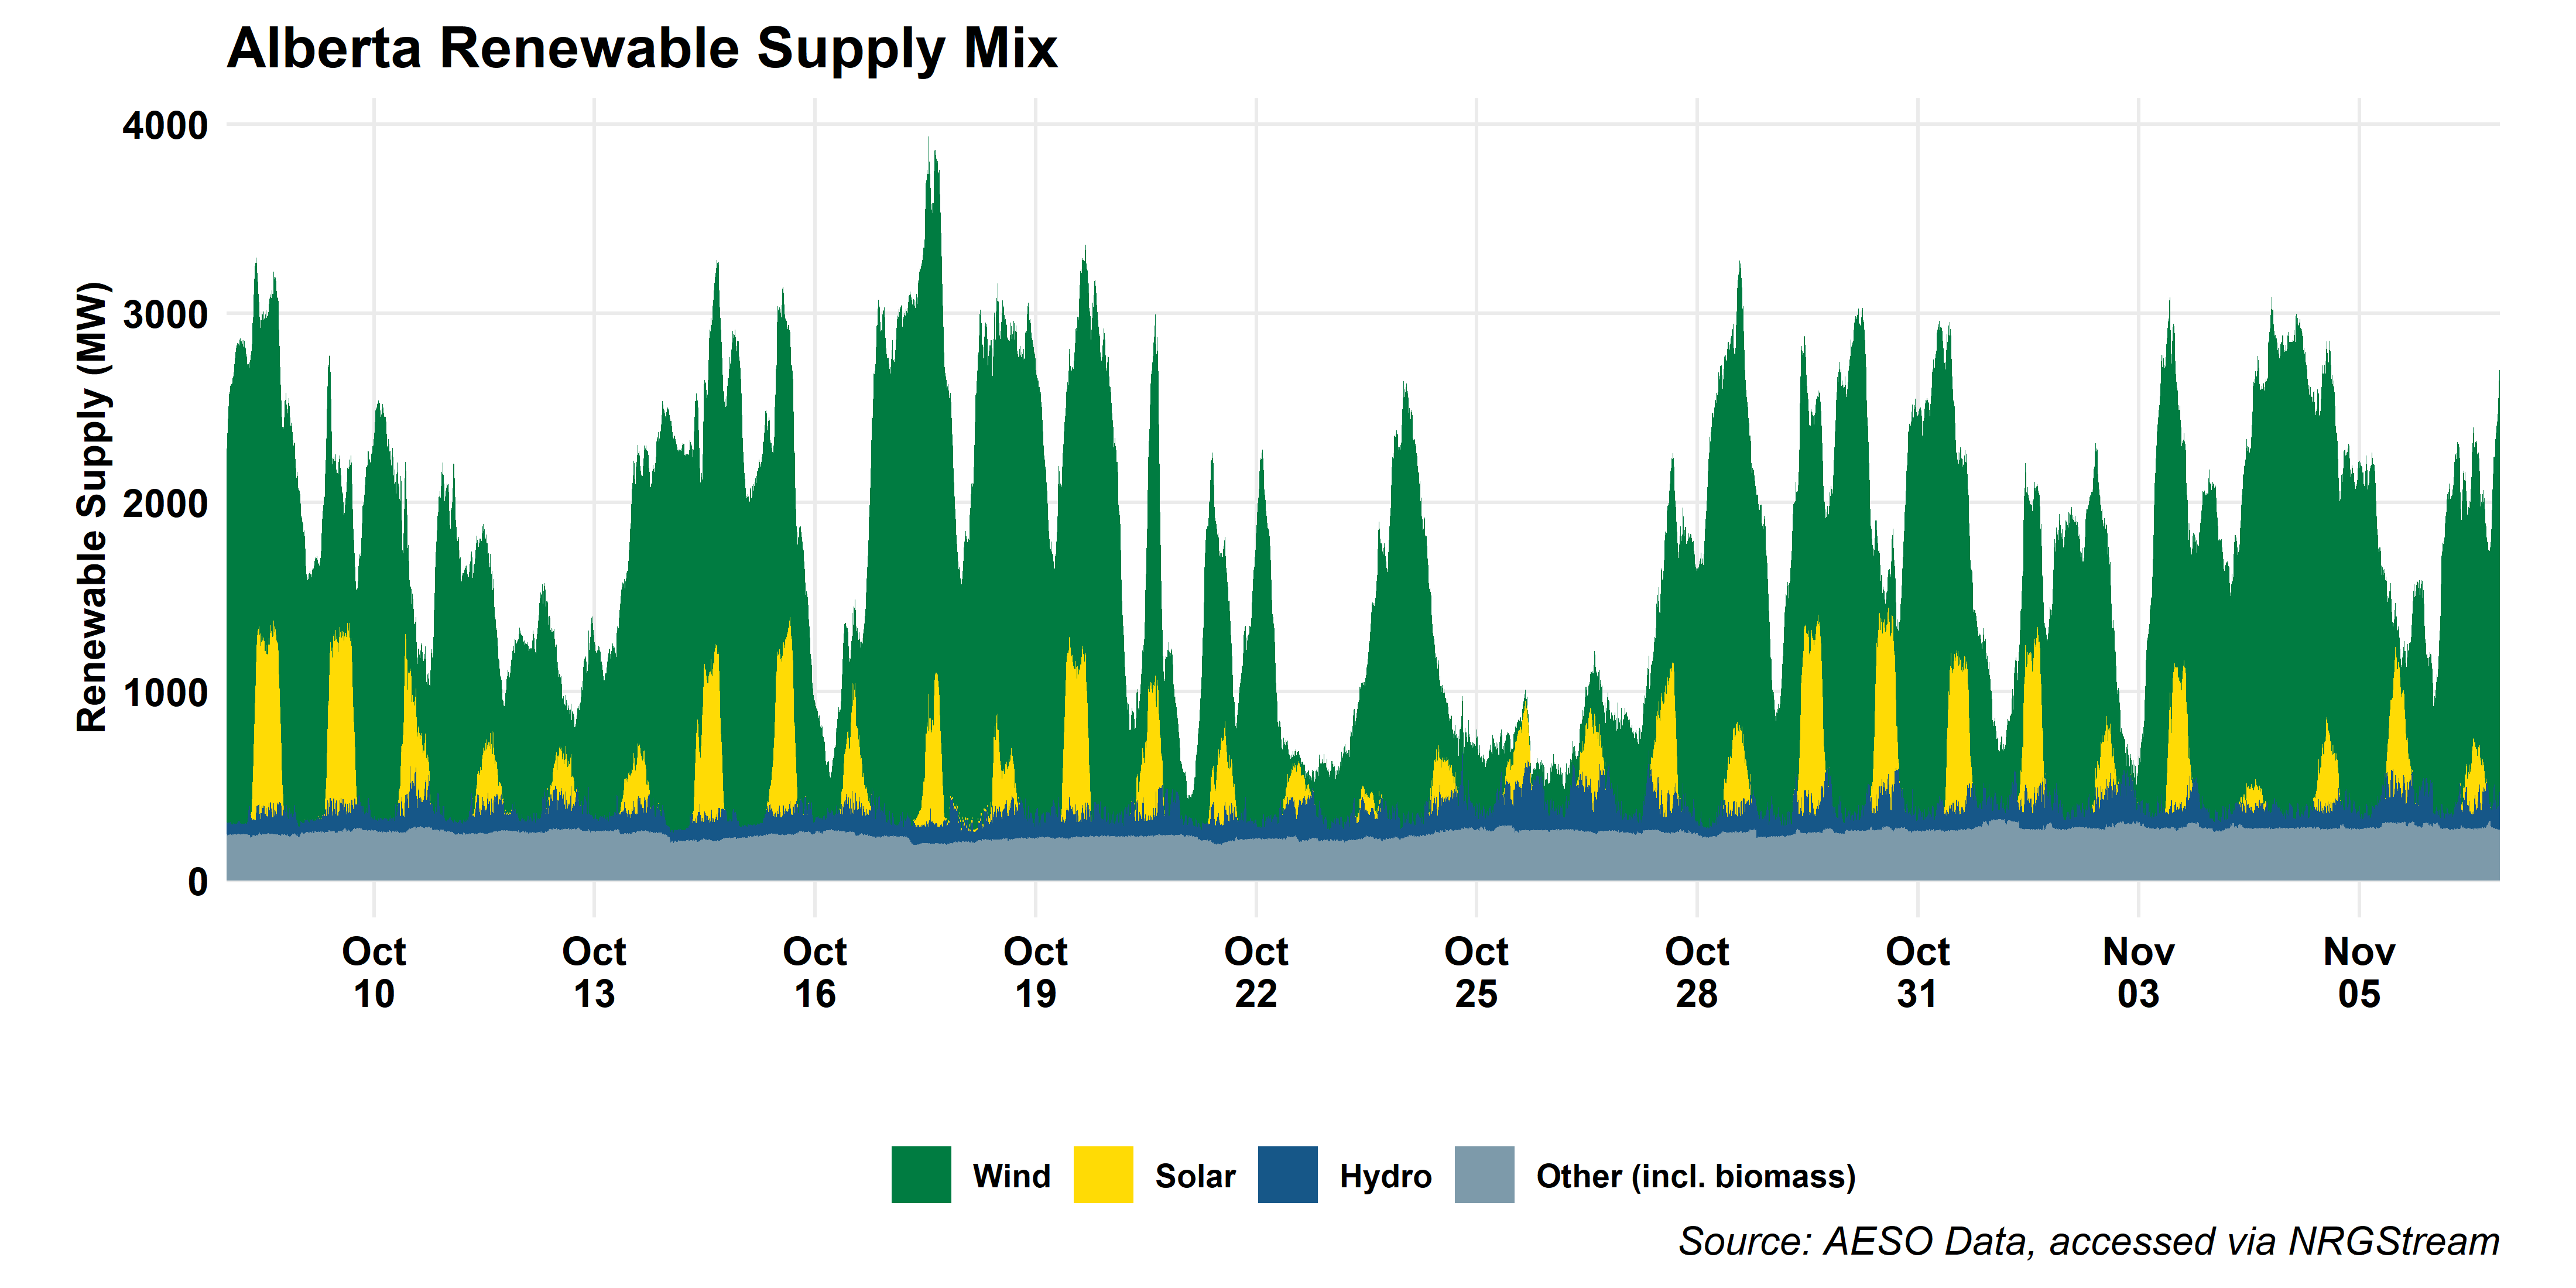 Alberta Renewable Supply Mix
Renewable Supply (MW)
4000
3000
2000
1000
0
Oct
10
Oct
13
Oct
16
Oct
19
Oct
22
Oct
25
Oct
28
Oct
31
Nov
03
Nov
05
Wind
Solar
Hydro
Other (incl. biomass)
Source: AESO Data, accessed via NRGStream